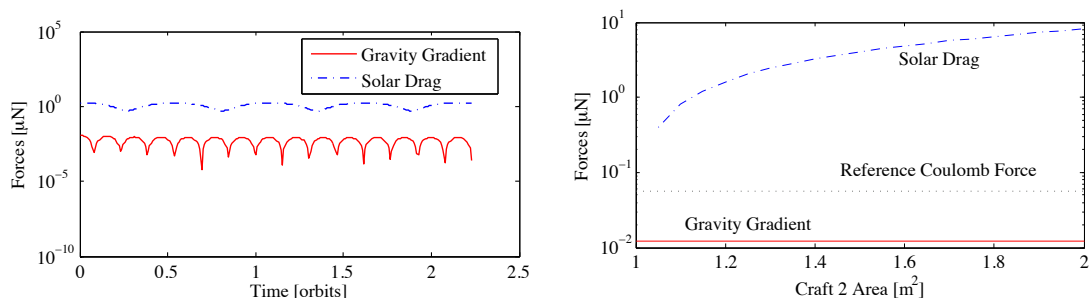 10^5
10^0
10^−5
10^−10
Forces [μN]
Gravity Gradient
Solar Drag
0 0.5 1 1.5 2 2.5
Time [orbits]
10^1
10^0
10^−1
10^−2
Forces [μN]
Solar Drag
Reference Coulomb Force
Gravity Gradient
1 1.2 1.4 1.6 1.8 2
Craft 2 Area [m^2]